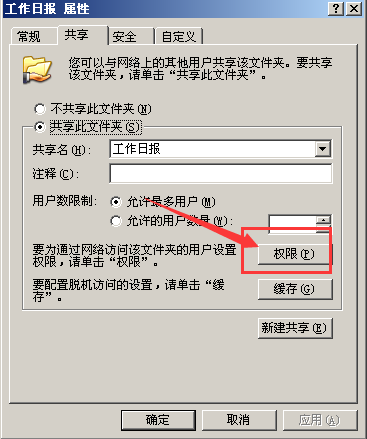 工作日报 属性
常规 共享 安全 自定义
您可以与网络上的其他用户共享该文件夹。要共享
该文件夹，请单击“共享此文件夹”。
不共享此文件夹(N)
共享此文件夹(S)
共享名(H): 工作日报
注释(C):
用户数限制: 允许最多用户(M)
允许的用户数量(W):
要为通过网络访问该文件夹的用户设置
权限，请单击“权限”。
权限(P)
要配置脱机访问的设置，请单击“缓
存”。
缓存(G)
新建共享(E)
确定 取消 应用(A)